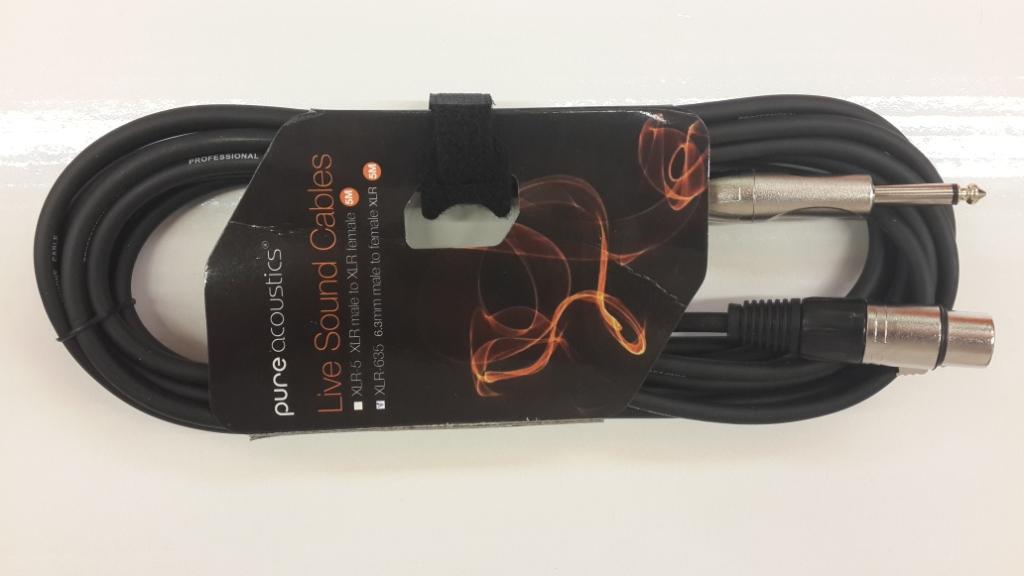 PROFESSIONAL
CABLE
pure acoustics®
Live Sound Cables
XLR-5 XLR male to XLR female 5M
XLR-635 6.3mm male to female XLR 5M